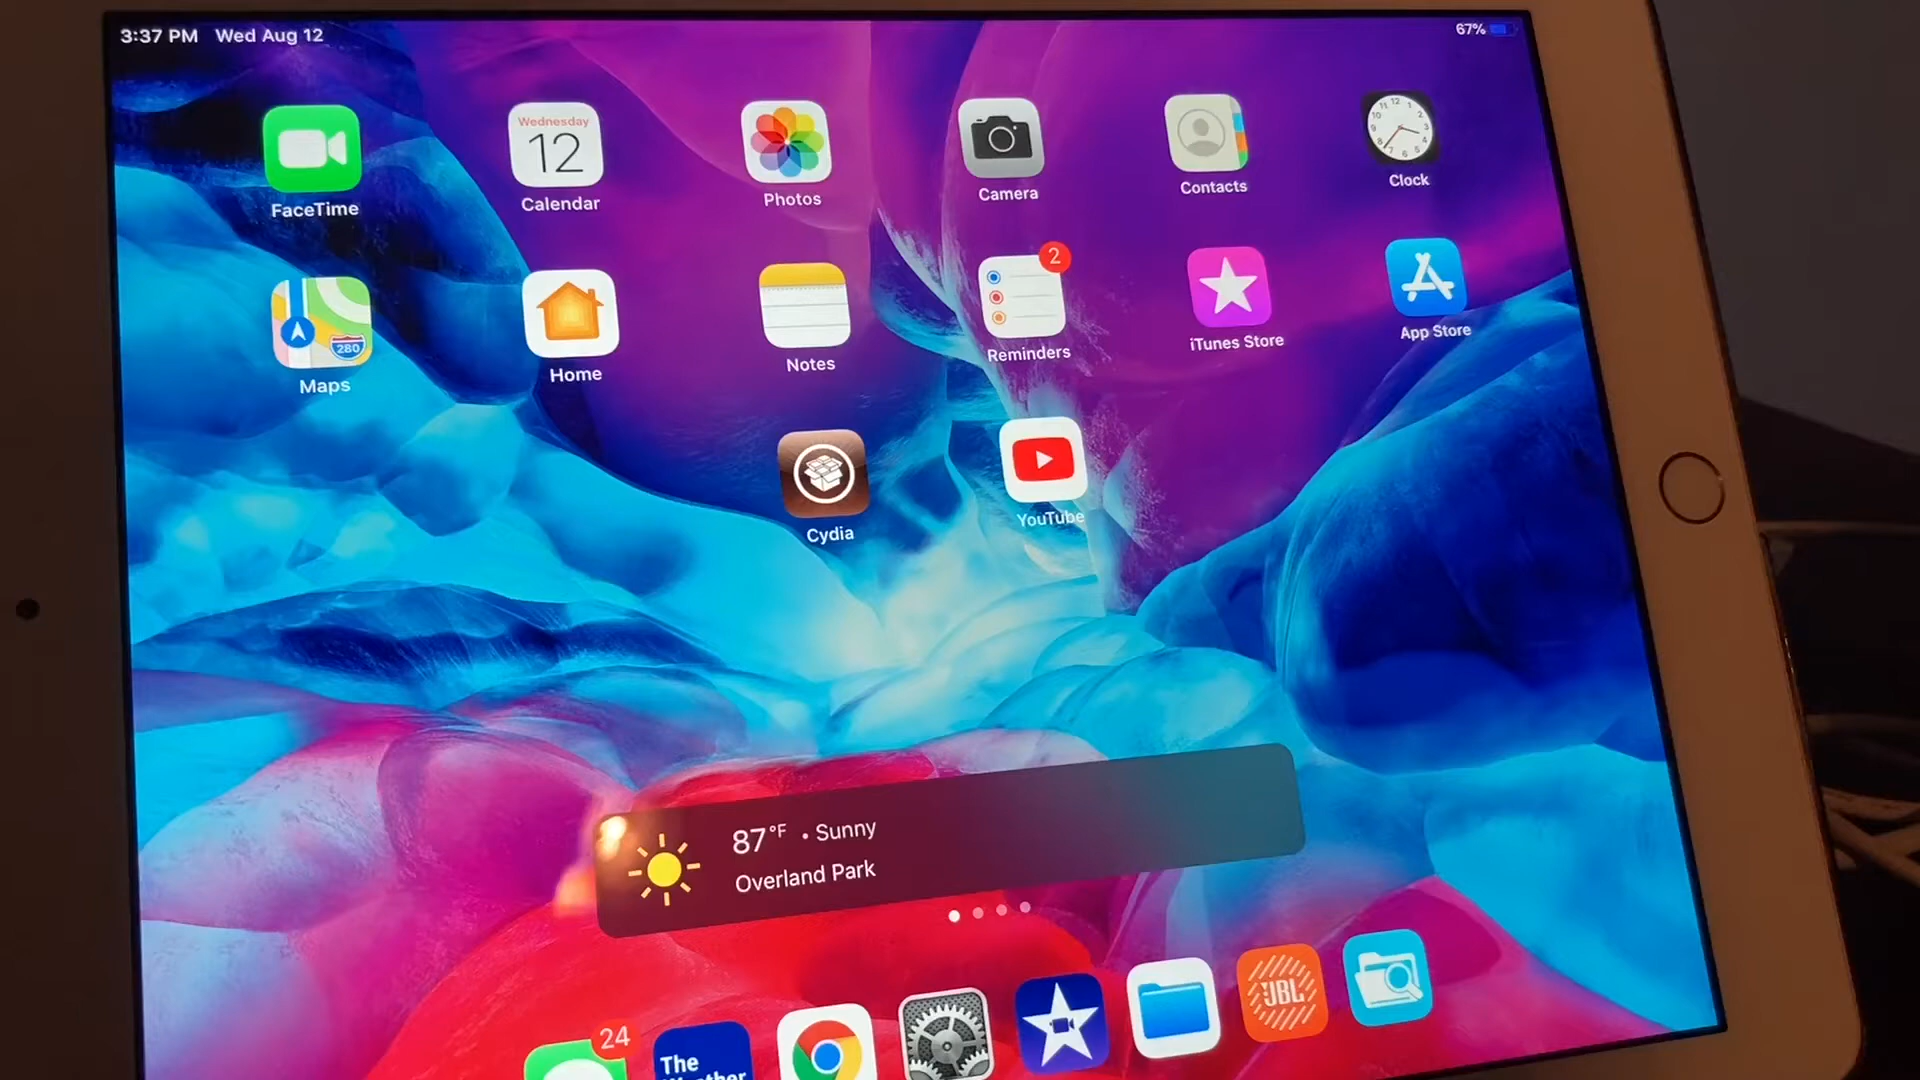 3:37 PM Wed Aug 12
67%
FaceTime
Wednesday
12
Calendar
Photos
Camera
Contacts
Clock
280
Maps
Home
Notes
2
Reminders
iTunes Store
App Store
Cydia
YouTube
87°F • Sunny
Overland Park
24
The
Weather
JBL